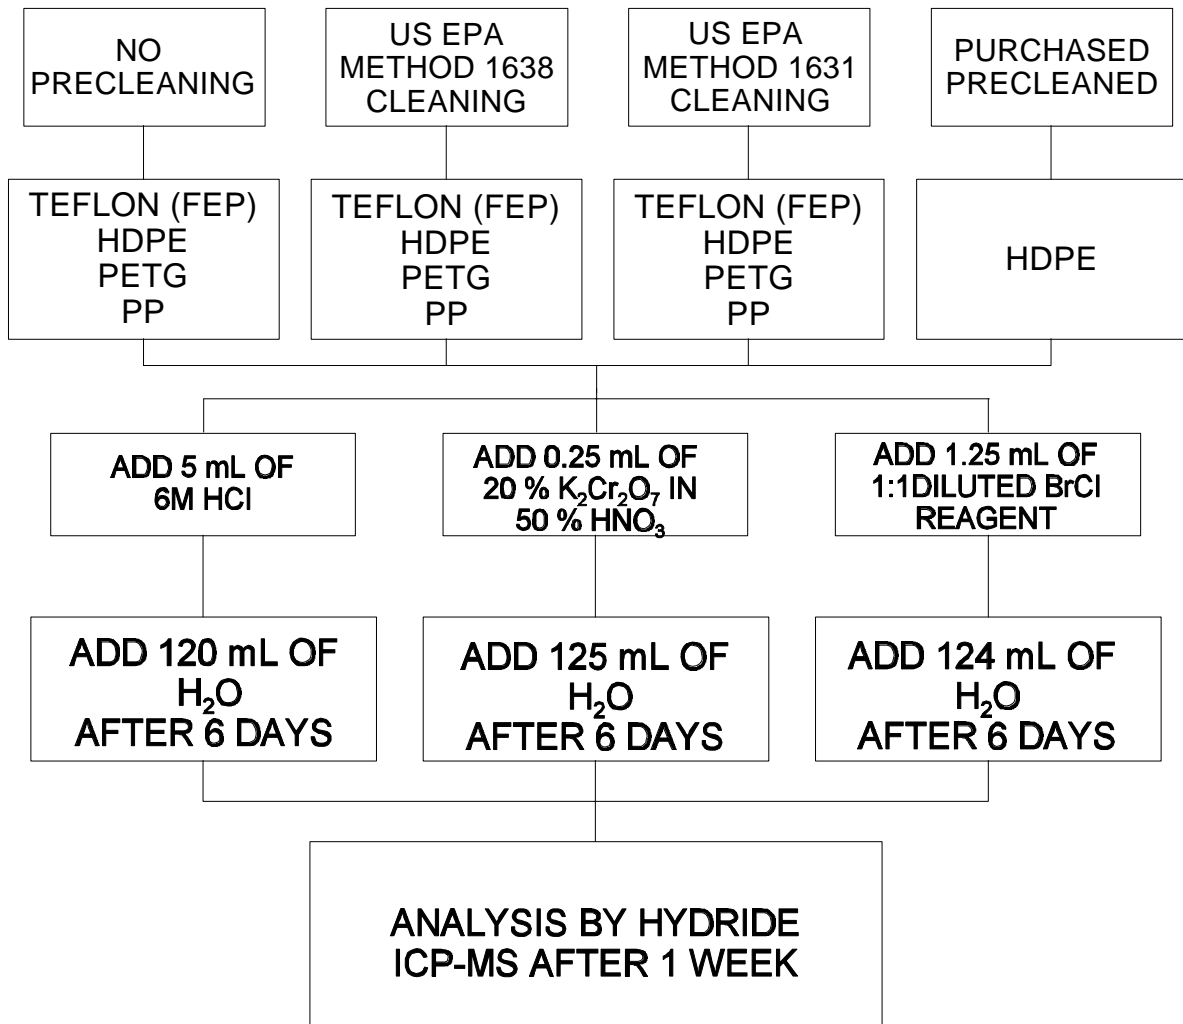 NO
PRECLEANING
US EPA
METHOD 1638
CLEANING
US EPA
METHOD 1631
CLEANING
PURCHASED
PRECLEANED
TEFLON (FEP)
HDPE
PETG
PP
TEFLON (FEP)
HDPE
PETG
PP
TEFLON (FEP)
HDPE
PETG
PP
HDPE
ADD 5 mL OF
6M HCl
ADD 0.25 mL OF
20 % K₂Cr₂O₇ IN
50 % HNO₃
ADD 1.25 mL OF
1:1DILUTED BrCl
REAGENT
ADD 120 mL OF
H₂O
AFTER 6 DAYS
ADD 125 mL OF
H₂O
AFTER 6 DAYS
ADD 124 mL OF
H₂O
AFTER 6 DAYS
ANALYSIS BY HYDRIDE
ICP-MS AFTER 1 WEEK